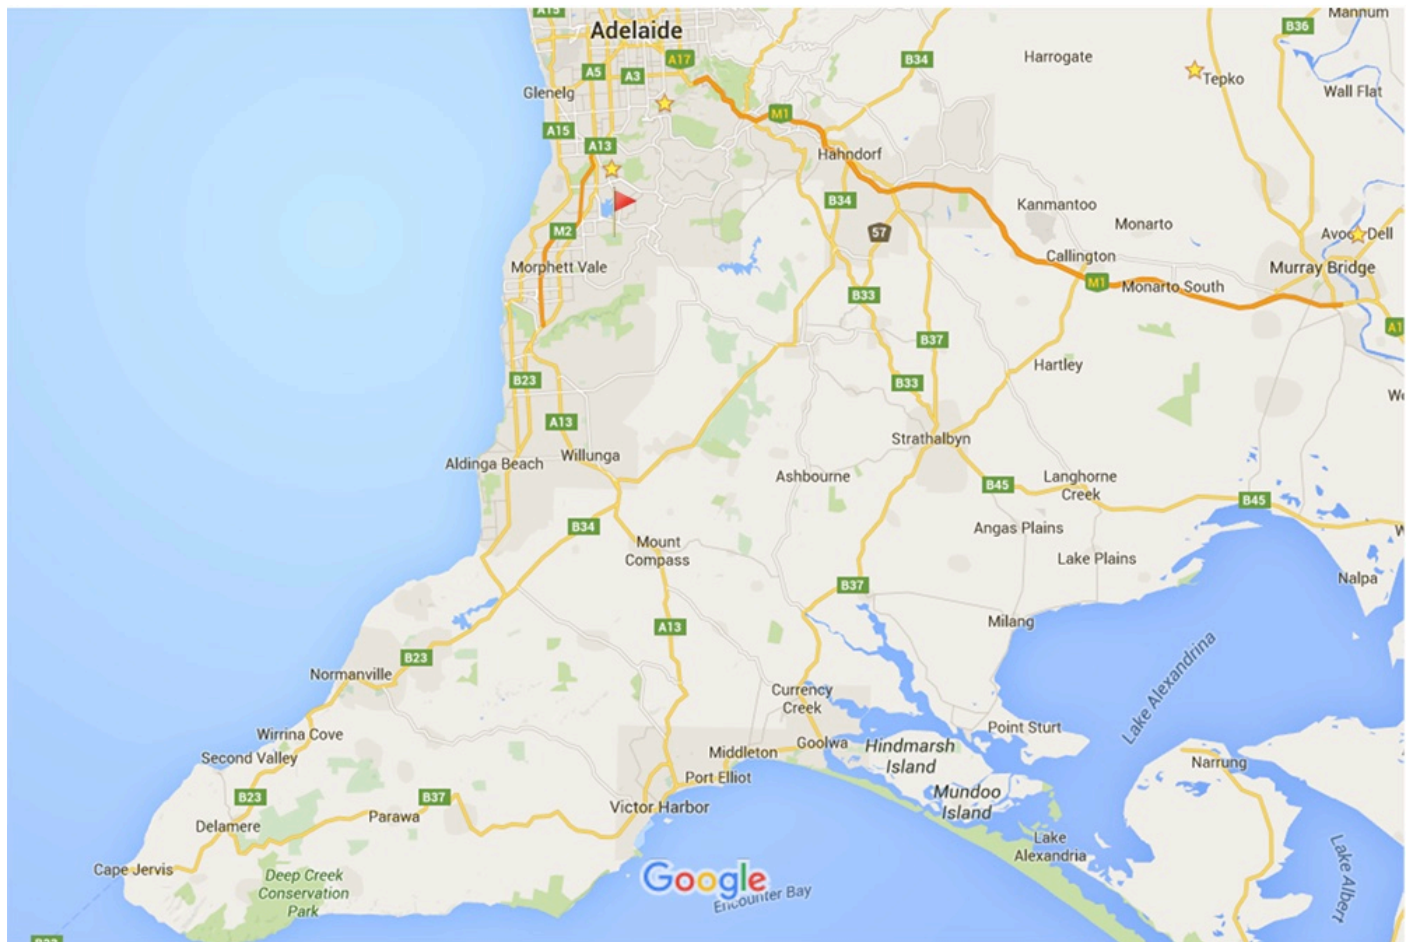 A15
Adelaide
Mannum
B36
A17
B34
Harrogate
A5
A3
Tepko
Glenelg
Wall Flat
M1
A15
A13
Hahndorf
B34
Kanmantoo
Monarto
M2
57
Callington
Morphett Vale
Murray Bridge
M1
Monarto South
B33
A1
B37
Hartley
B23
B33
A13
Strathalbyn
Willunga
Aldinga Beach
Ashbourne
Langhorne
Creek
B45
B45
B34
Angas Plains
Mount
Compass
Lake Plains
Nalpa
B37
A13
Milang
B23
Normanville
Lake Alexandrina
Currency
Creek
Wirrina Cove
Point Sturt
Second Valley
Goolwa
Hindmarsh
Island
Middleton
Narrung
Port Elliot
B23
B37
Mundoo
Island
Victor Harbor
Parawa
Delamere
Lake
Alexandria
Cape Jervis
Deep Creek
Conservation
Park
Google
Encounter Bay
Lake Albert